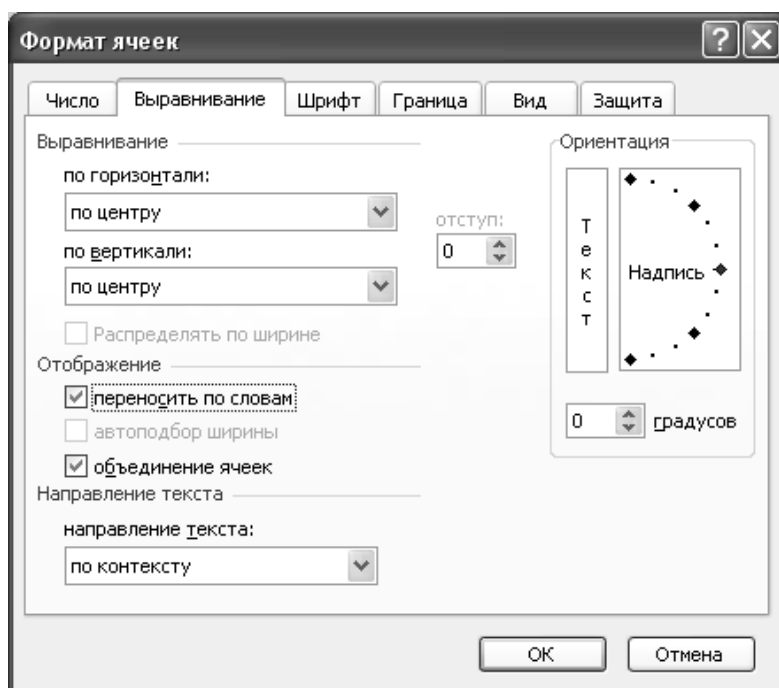 Формат ячеек
Число Выравнивание Шрифт Граница Вид Защита
Выравнивание
по горизонтали:
по центру
отступ:
0
по вертикали:
по центру
Распределять по ширине
Отображение
переносить по словам
автоподбор ширины
объединение ячеек
Направление текста
направление текста:
по контексту
Ориентация
Текст
Надпись
0 градусов
ОК Отмена